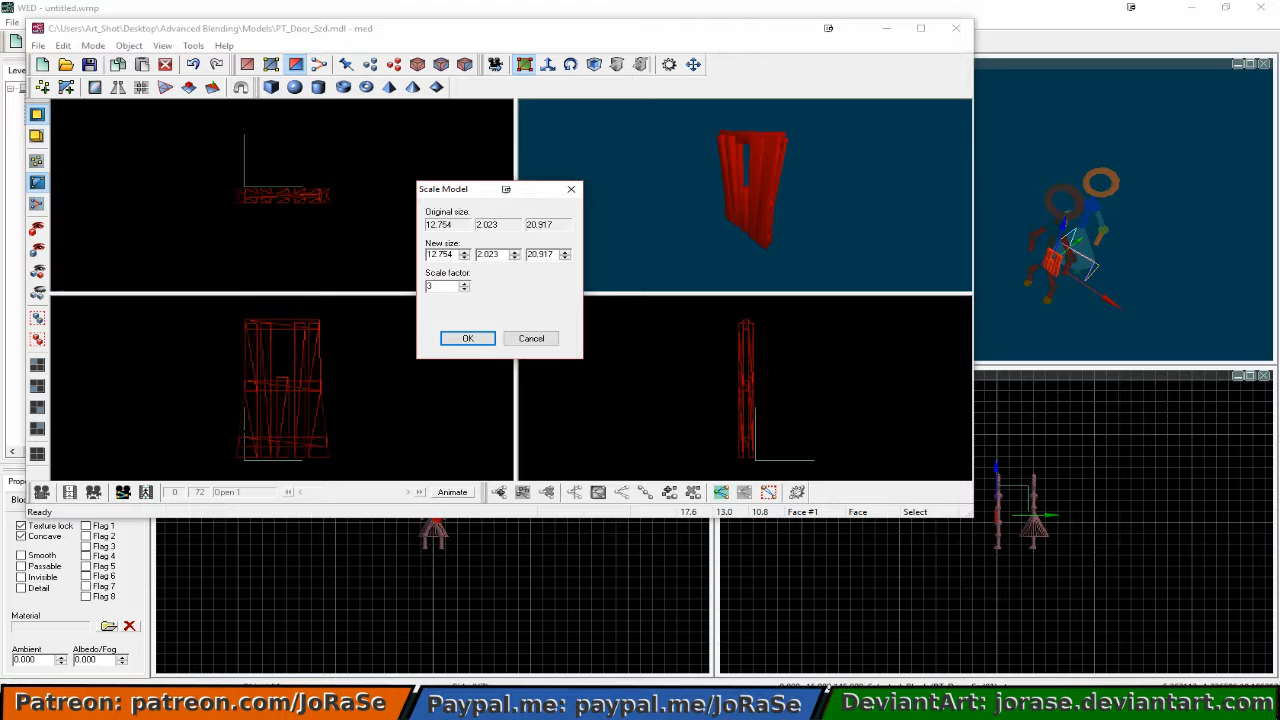 WED - untitled.wmp
File
C:\Users\Art_Shot\Desktop\Advanced Blending\Models\PT_Door_Szd.mdl - med
File Edit Mode Object View Tools Help
Level
Scale Model
Original size:
12.754 2.023 20.917
New size:
12.754 2.023 20.917
Scale factor:
3
OK Cancel
0 72 Open 1 Animate
Ready 17.6 13.0 10.8 Face #1 Face Select
Texture lock Flag 1
Concave Flag 2
Flag 3
Smooth Flag 4
Passable Flag 5
Invisible Flag 6
Detail Flag 7
Flag 8
Material
Ambient Albedo/Fog
0.000 0.000
Patreon: patreon.com/JoRaSe Paypal.me: paypal.me/JoRaSe DeviantArt: jorase.deviantart.com